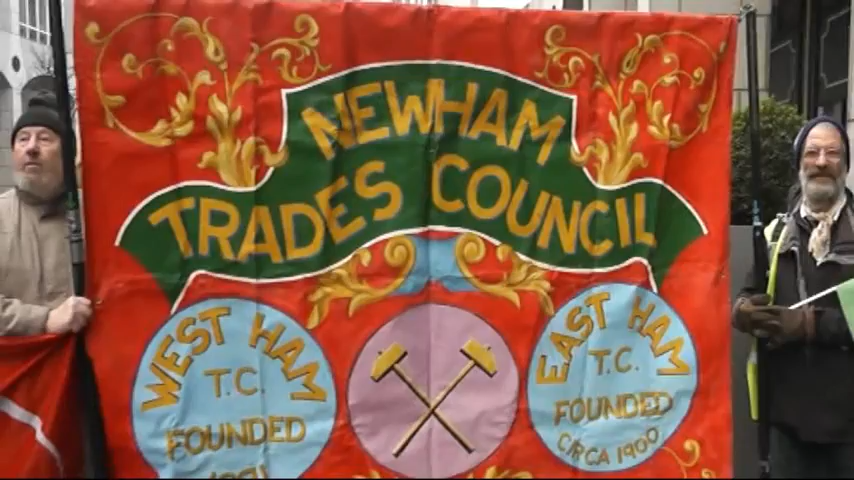 NEWHAM
TRADES COUNCIL
WEST HAM
T.C.
FOUNDED
EAST HAM
T.C.
FOUNDED
CIRCA 1900